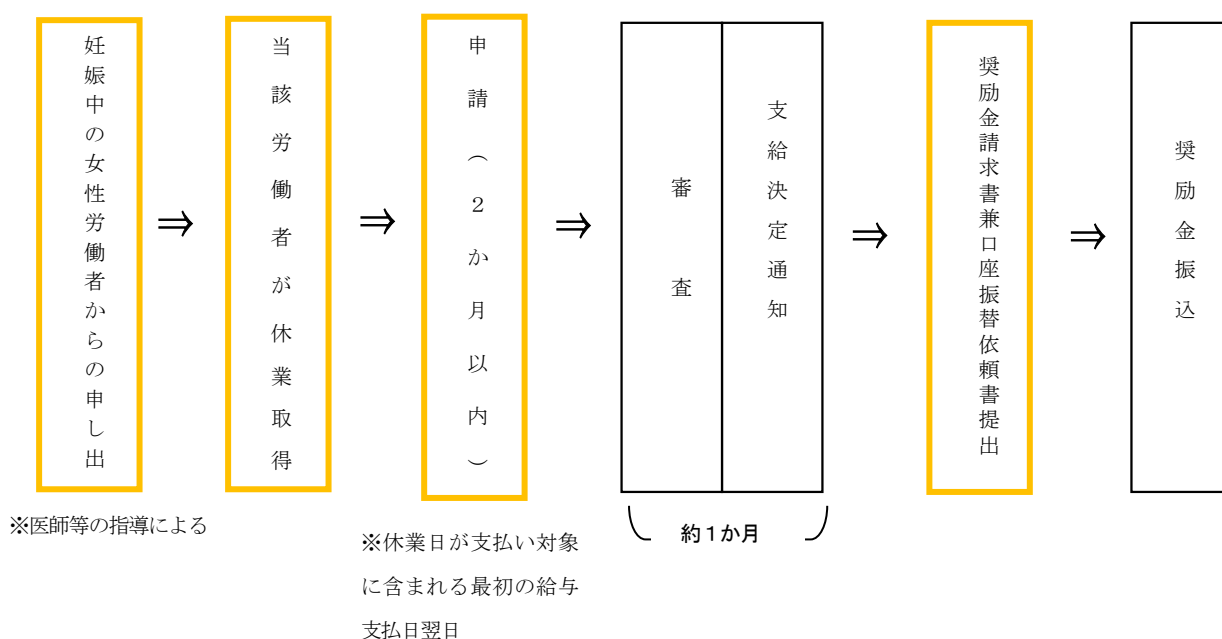 妊娠中の女性労働者からの申し出
⇒
当該労働者が休業取得
⇒
申請（２か月以内）
⇒
審査
支給決定通知
⇒
奨励金請求書兼口座振替依頼書提出
⇒
奨励金振込
※医師等の指導による
※休業日が支払い対象
に含まれる最初の給与
支払日翌日
約１か月